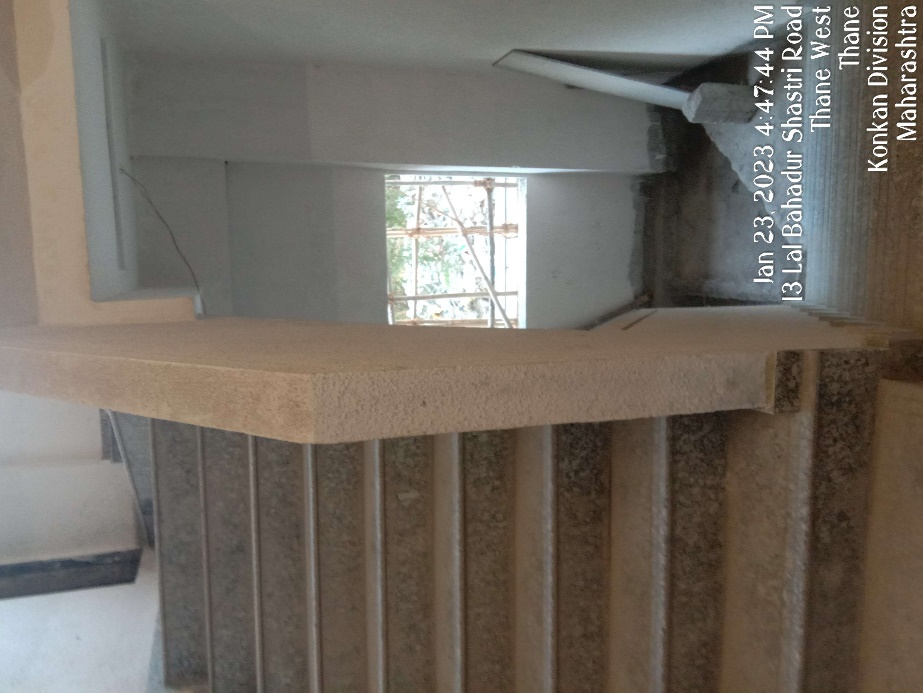 Jan 23, 2023 4:47:44 PM
13 Lal Bahadur Shastri Road
Thane West
Thane
Konkan Division
Maharashtra